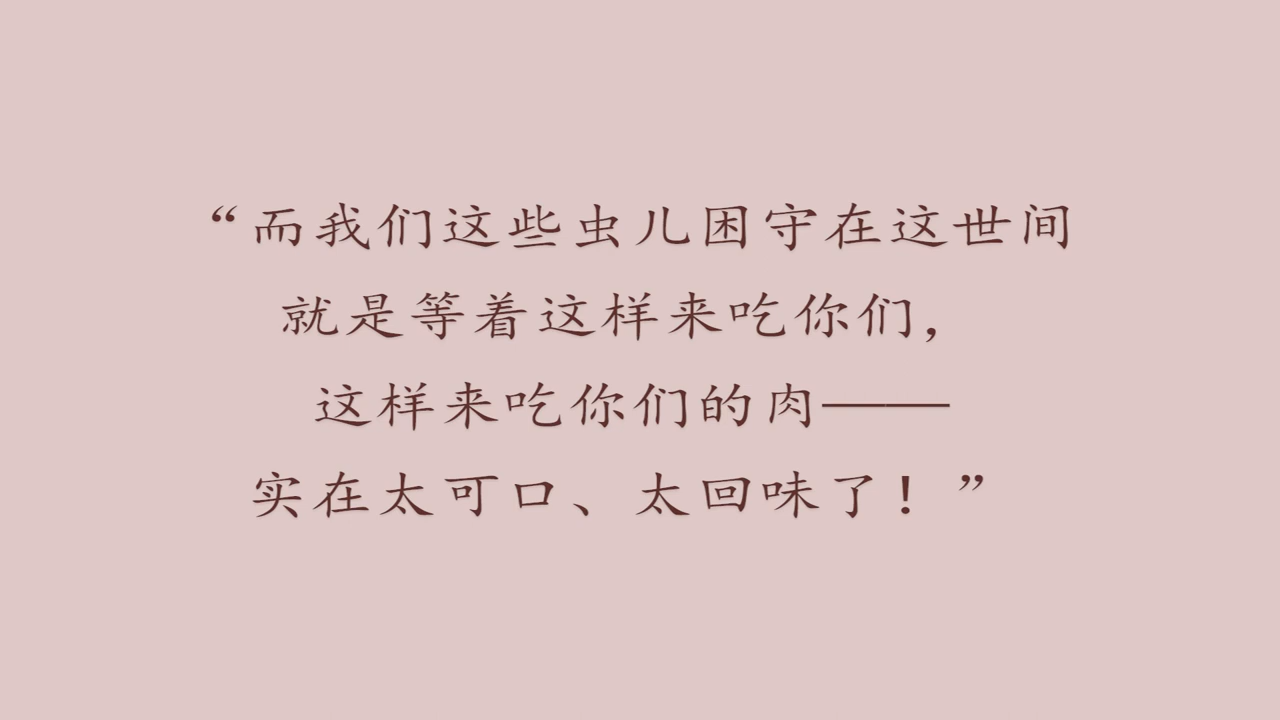 “而我们这些虫儿困守在这世间
就是等着这样来吃你们，
这样来吃你们的肉——
实在太可口、太回味了！”